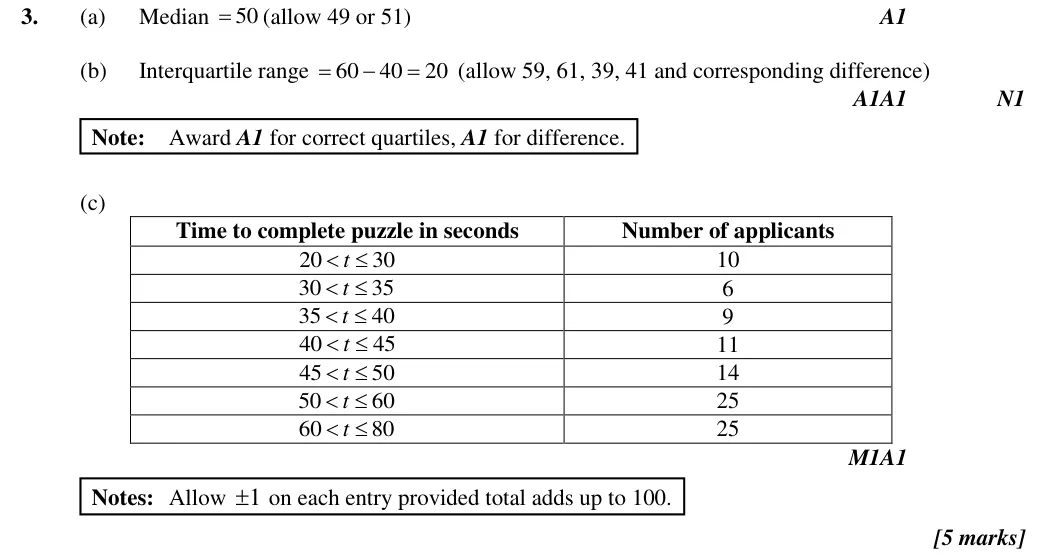 3. (a) Median = 50 (allow 49 or 51) A1
(b) Interquartile range = 60 − 40 = 20 (allow 59, 61, 39, 41 and corresponding difference)
A1A1 N1
Note: Award A1 for correct quartiles, A1 for difference.
(c)
Time to complete puzzle in seconds Number of applicants
20 < t ≤ 30 10
30 < t ≤ 35 6
35 < t ≤ 40 9
40 < t ≤ 45 11
45 < t ≤ 50 14
50 < t ≤ 60 25
60 < t ≤ 80 25
M1A1
Notes: Allow ±1 on each entry provided total adds up to 100.
[5 marks]